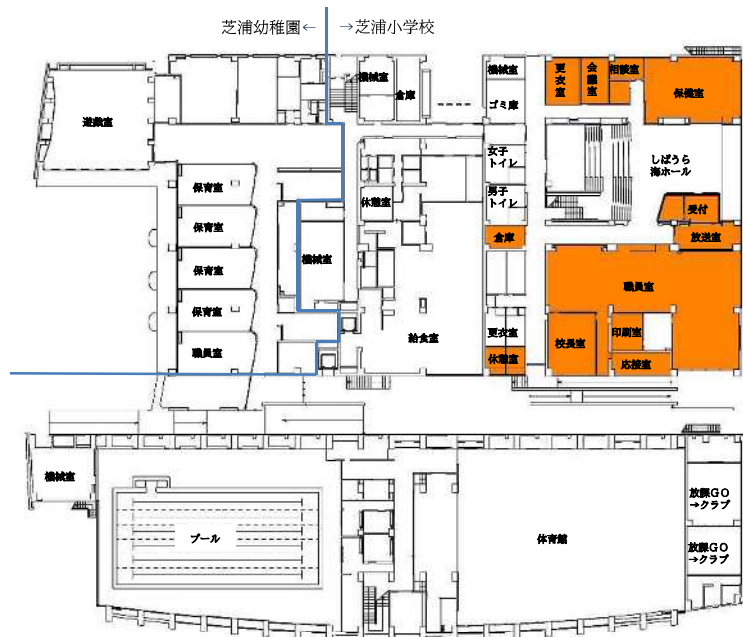 芝浦幼稚園←
→芝浦小学校
遊戯室
機械室
倉庫
機械室
ゴミ庫
更衣室
会議室
相談室
保健室
女子
トイレ
男子
トイレ
しばうら
海ホール
保育室
休憩室
受付
保育室
倉庫
放送室
機械室
保育室
職員室
保育室
職員室
給食室
更衣室
校長室
印刷室
休憩室
応接室
機械室
プール
体育館
放課GO
→クラブ
放課GO
→クラブ